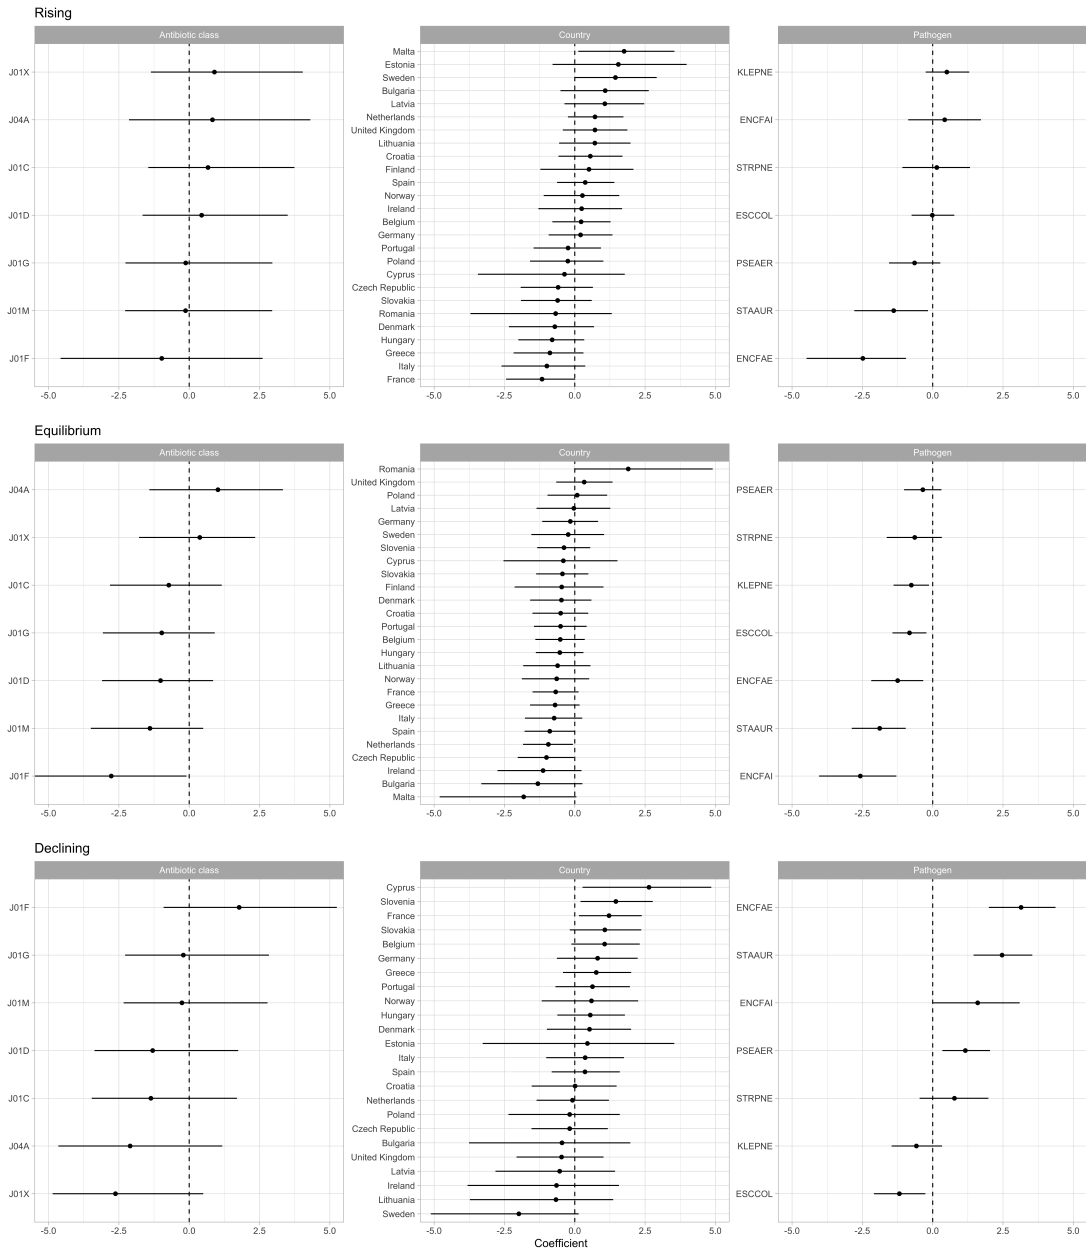 Rising
Antibiotic class
J01X
J04A
J01C
J01D
J01G
J01M
J01F
-5.0 -2.5 0.0 2.5 5.0
Country
Malta
Estonia
Sweden
Bulgaria
Latvia
Netherlands
United Kingdom
Lithuania
Croatia
Finland
Spain
Norway
Ireland
Belgium
Germany
Portugal
Poland
Cyprus
Czech Republic
Slovakia
Romania
Denmark
Hungary
Greece
Italy
France
-5.0 -2.5 0.0 2.5 5.0
Pathogen
KLEPNE
ENCFAI
STRPNE
ESCCOL
PSEAER
STAAUR
ENCFAE
-5.0 -2.5 0.0 2.5 5.0
Equilibrium
Antibiotic class
J04A
J01X
J01C
J01G
J01D
J01M
J01F
-5.0 -2.5 0.0 2.5 5.0
Country
Romania
United Kingdom
Poland
Latvia
Germany
Sweden
Slovenia
Cyprus
Slovakia
Finland
Denmark
Croatia
Portugal
Belgium
Hungary
Lithuania
Norway
France
Greece
Italy
Spain
Netherlands
Czech Republic
Ireland
Bulgaria
Malta
-5.0 -2.5 0.0 2.5 5.0
Pathogen
PSEAER
STRPNE
KLEPNE
ESCCOL
ENCFAE
STAAUR
ENCFAI
-5.0 -2.5 0.0 2.5 5.0
Declining
Antibiotic class
J01F
J01G
J01M
J01D
J01C
J04A
J01X
-5.0 -2.5 0.0 2.5 5.0
Country
Cyprus
Slovenia
France
Slovakia
Belgium
Germany
Greece
Portugal
Norway
Hungary
Denmark
Estonia
Italy
Spain
Croatia
Netherlands
Poland
Czech Republic
Bulgaria
United Kingdom
Latvia
Ireland
Lithuania
Sweden
-5.0 -2.5 0.0 2.5 5.0
Pathogen
ENCFAE
STAAUR
ENCFAI
PSEAER
STRPNE
KLEPNE
ESCCOL
-5.0 -2.5 0.0 2.5 5.0
Coefficient